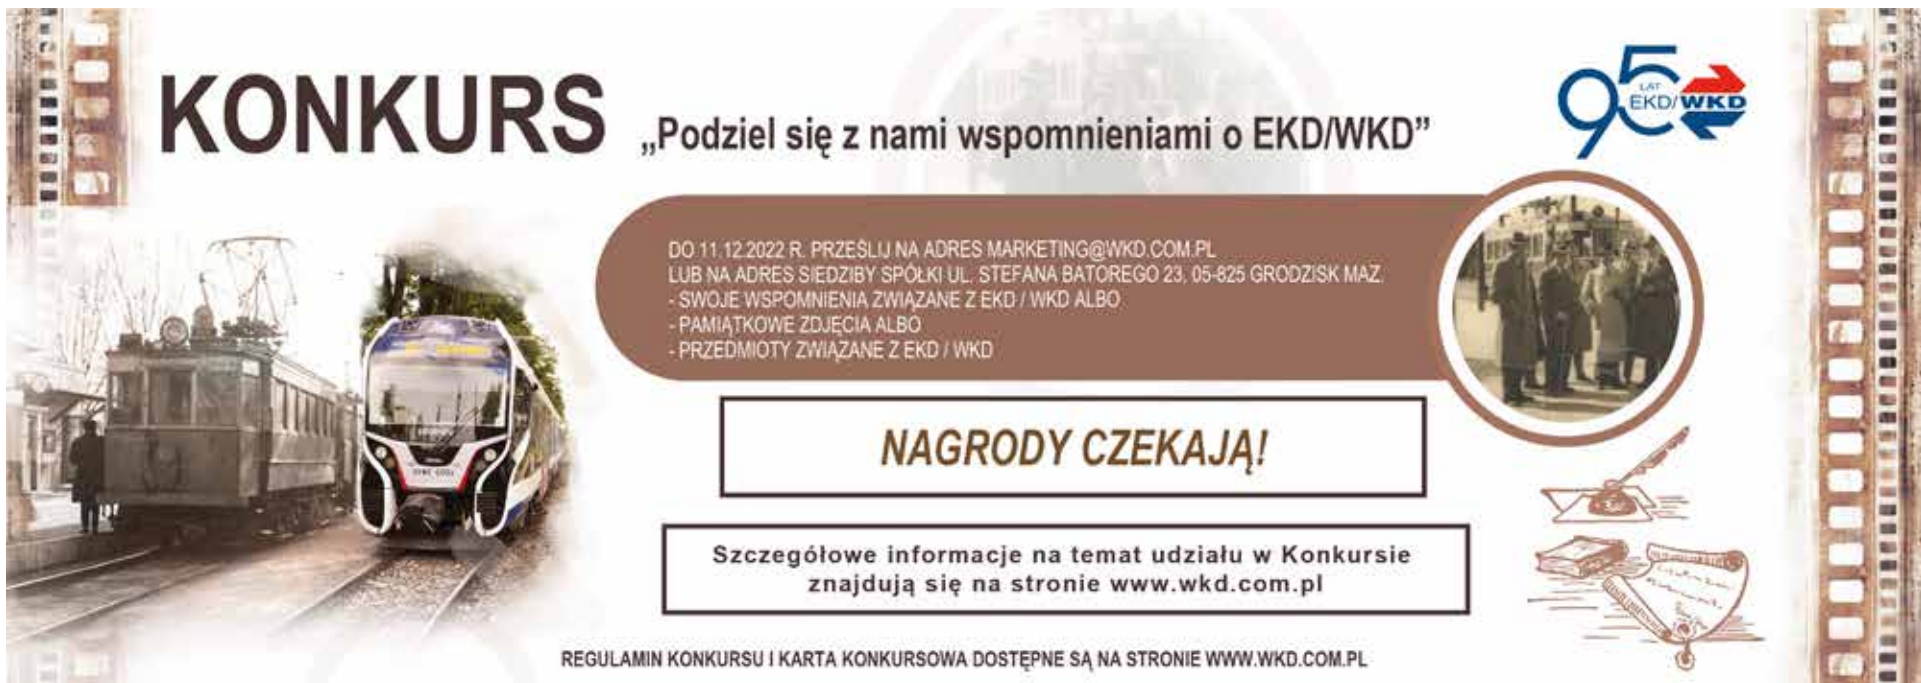 KONKURS „Podziel się z nami wspomnieniami o EKD/WKD”
95 LAT EKD/WKD
DO 11.12.2022 R. PRZEŚLIJ NA ADRES MARKETING@WKD.COM.PL
LUB NA ADRES SIEDZIBY SPÓŁKI UL. STEFANA BATOREGO 23, 05-825 GRODZISK MAZ.
- SWOJE WSPOMNIENIA ZWIĄZANE Z EKD / WKD ALBO
- PAMIĄTKOWE ZDJĘCIA ALBO
- PRZEDMIOTY ZWIĄZANE Z EKD / WKD
NAGRODY CZEKAJĄ!
Szczegółowe informacje na temat udziału w Konkursie
znajdują się na stronie www.wkd.com.pl
REGULAMIN KONKURSU I KARTA KONKURSOWA DOSTĘPNE SĄ NA STRONIE WWW.WKD.COM.PL